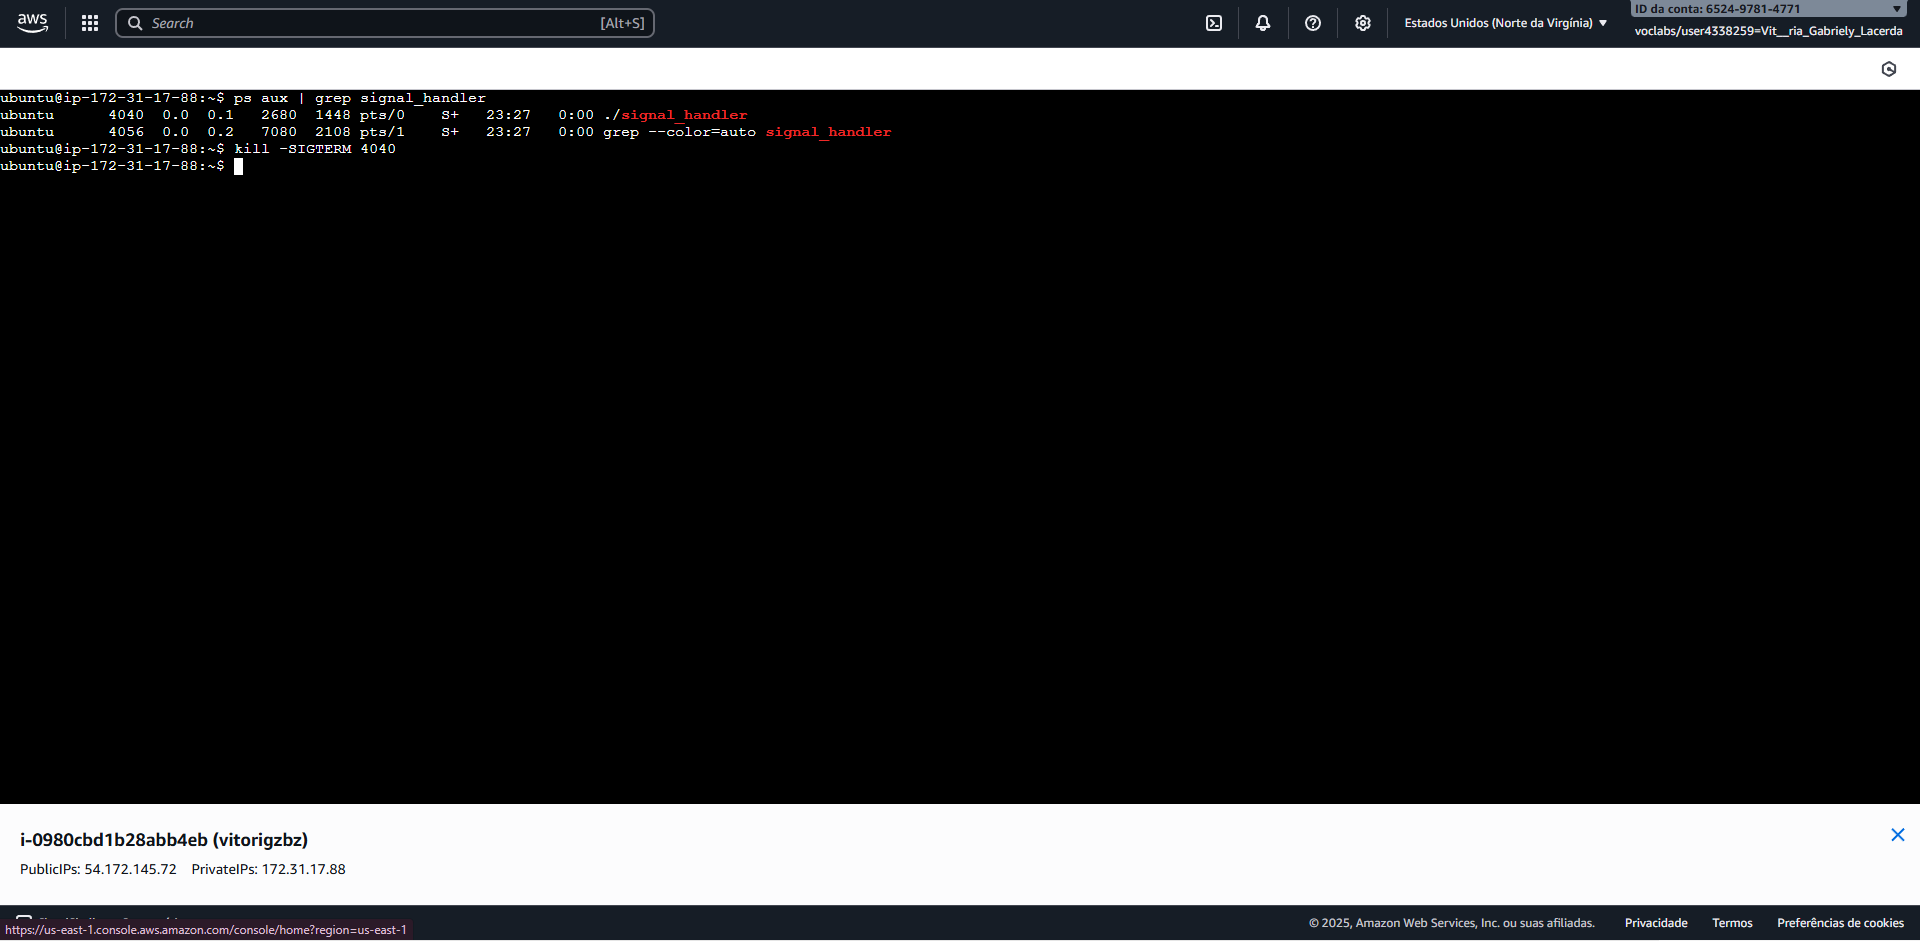 aws
Search [Alt+S]
Estados Unidos (Norte da Virgínia)
ID da conta: 6524-9781-4771
voclabs/user4338259=Vit__ria_Gabriely_Lacerda
ubuntu@ip-172-31-17-88:~$ ps aux | grep signal_handler
ubuntu      4040  0.0  0.1   2680  1448 pts/0    S+   23:27   0:00 ./signal_handler
ubuntu      4056  0.0  0.2   7080  2108 pts/1    S+   23:27   0:00 grep --color=auto signal_handler
ubuntu@ip-172-31-17-88:~$ kill -SIGTERM 4040
ubuntu@ip-172-31-17-88:~$
i-0980cbd1b28abb4eb (vitorigzbz)
PublicIPs: 54.172.145.72 PrivateIPs: 172.31.17.88
https://us-east-1.console.aws.amazon.com/console/home?region=us-east-1
© 2025, Amazon Web Services, Inc. ou suas afiliadas. Privacidade Termos Preferências de cookies